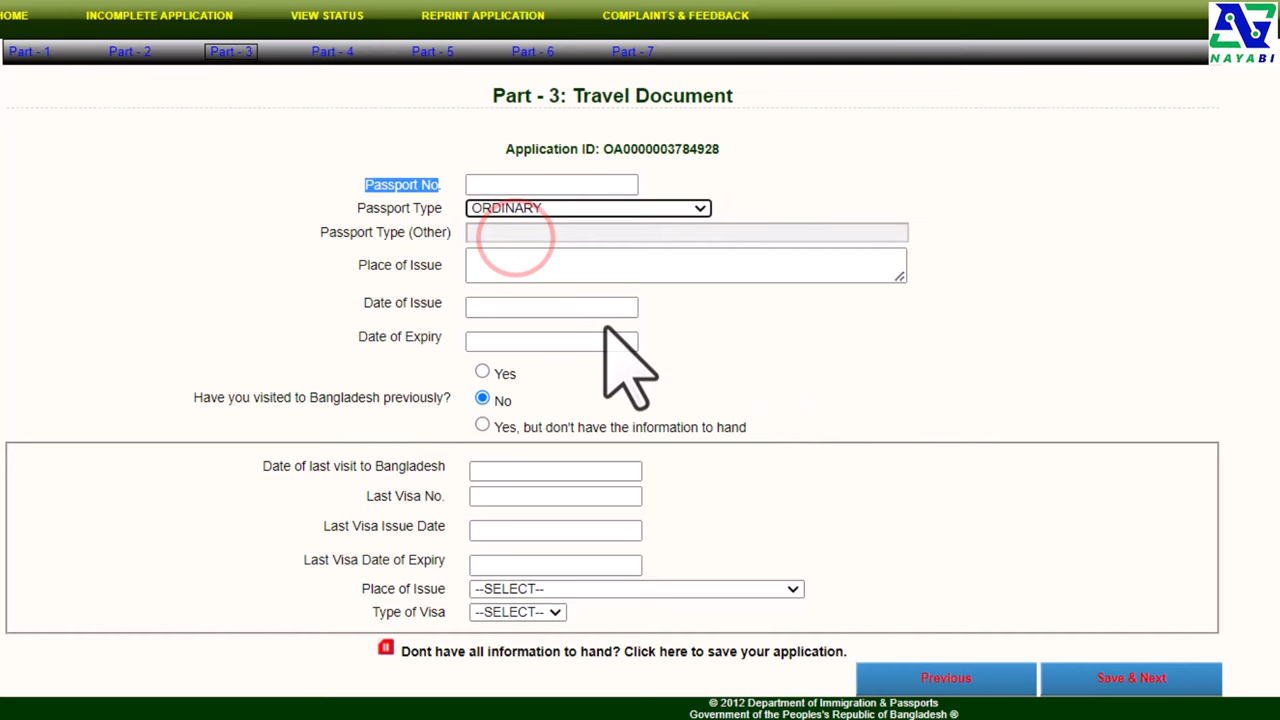 HOME INCOMPLETE APPLICATION VIEW STATUS REPRINT APPLICATION COMPLAINTS & FEEDBACK
NAYABI
Part - 1 Part - 2 Part - 3 Part - 4 Part - 5 Part - 6 Part - 7
Part - 3: Travel Document
Application ID: OA0000003784928
Passport No.
Passport Type ORDINARY
Passport Type (Other)
Place of Issue
Date of Issue
Date of Expiry
Yes
Have you visited to Bangladesh previously? No
Yes, but don't have the information to hand
Date of last visit to Bangladesh
Last Visa No.
Last Visa Issue Date
Last Visa Date of Expiry
Place of Issue --SELECT--
Type of Visa --SELECT--
Dont have all information to hand? Click here to save your application.
Previous Save & Next
© 2012 Department of Immigration & Passports
Government of the Peoples's Republic of Bangladesh ®